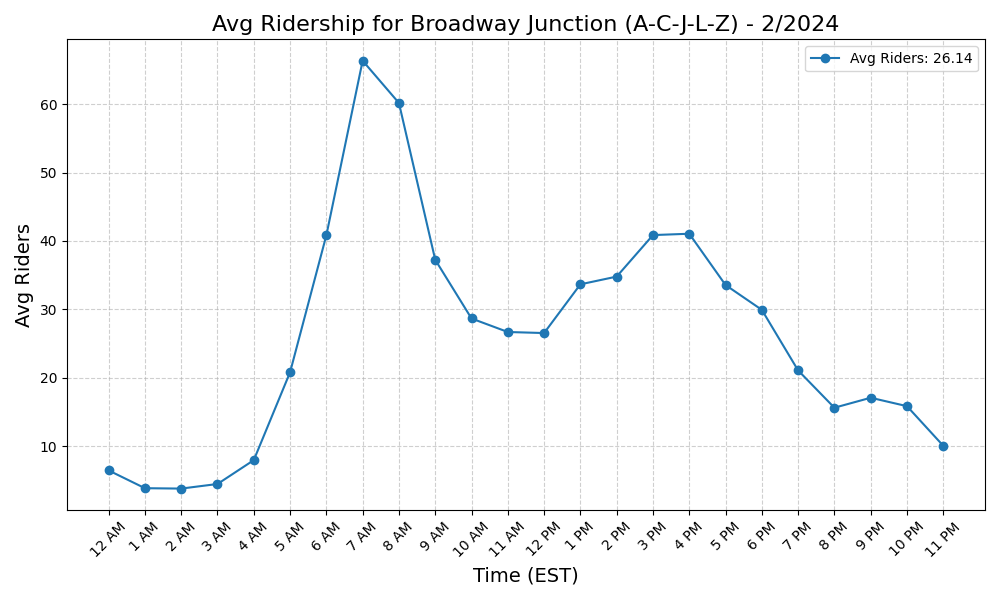 Avg Ridership for Broadway Junction (A-C-J-L-Z) - 2/2024
Avg Riders: 26.14
Avg Riders
60
50
40
30
20
10
12 AM
1 AM
2 AM
3 AM
4 AM
5 AM
6 AM
7 AM
8 AM
9 AM
10 AM
11 AM
12 PM
1 PM
2 PM
3 PM
4 PM
5 PM
6 PM
7 PM
8 PM
9 PM
10 PM
11 PM
Time (EST)